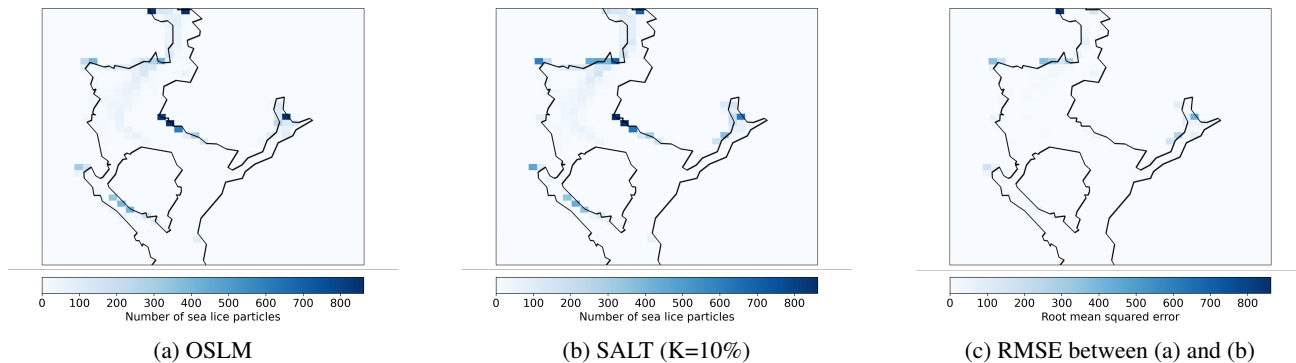 0 100 200 300 400 500 600 700 800
Number of sea lice particles
(a) OSLM
0 100 200 300 400 500 600 700 800
Number of sea lice particles
(b) SALT (K=10%)
0 100 200 300 400 500 600 700 800
Root mean squared error
(c) RMSE between (a) and (b)